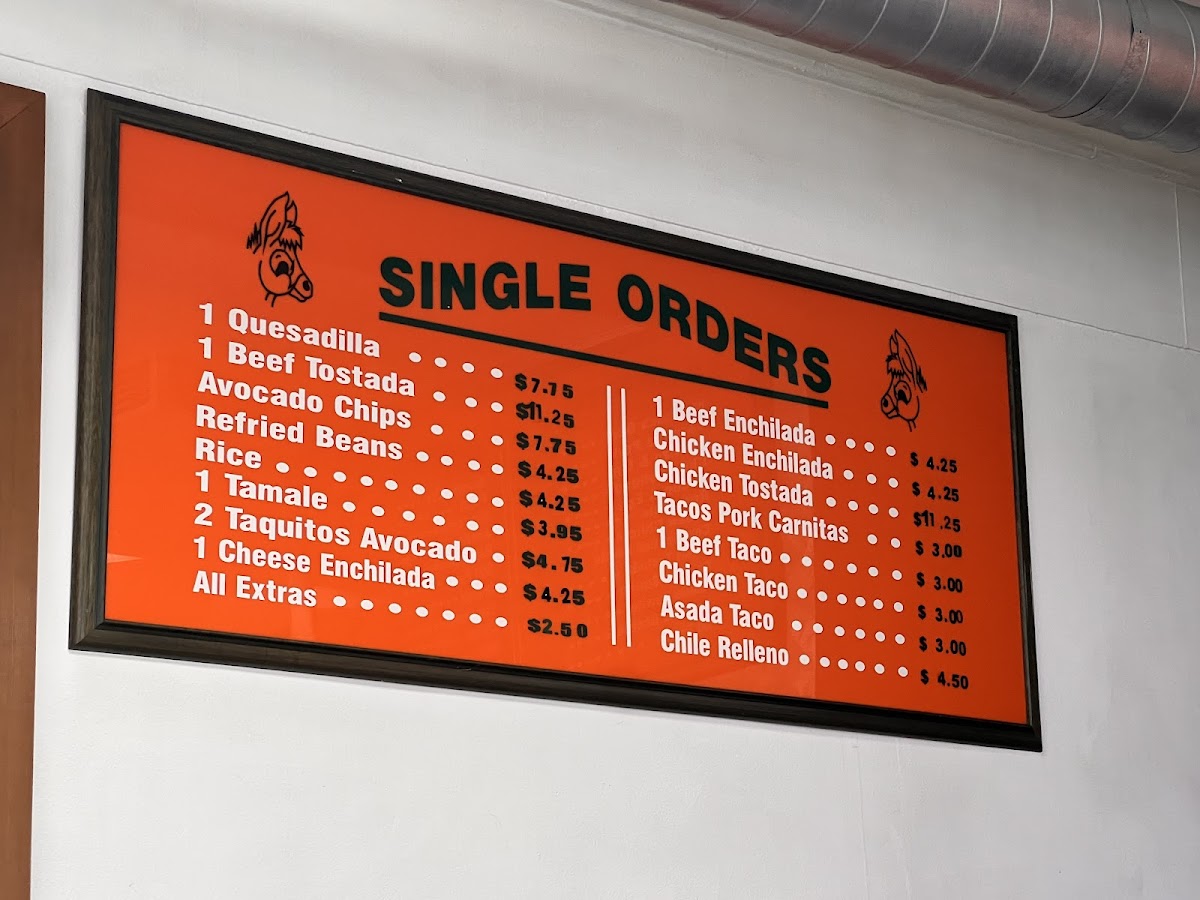 SINGLE ORDERS
1 Quesadilla . . . . $7.75
1 Beef Tostada . . . $11.25
Avocado Chips . . . $7.75
Refried Beans . . . . $4.25
Rice . . . . . . . . . $4.25
1 Tamale . . . . . . $3.95
2 Taquitos Avocado . $4.75
1 Cheese Enchilada . . . $4.25
All Extras . . . . . . . $2.50
1 Beef Enchilada . . . . $ 4.25
Chicken Enchilada . . . $ 4.25
Chicken Tostada . . . . $11.25
Tacos Pork Carnitas . . $ 3.00
1 Beef Taco . . . . . . $ 3.00
Chicken Taco . . . . . . $ 3.00
Asada Taco . . . . . . $ 3.00
Chile Relleno . . . . . . $ 4.50